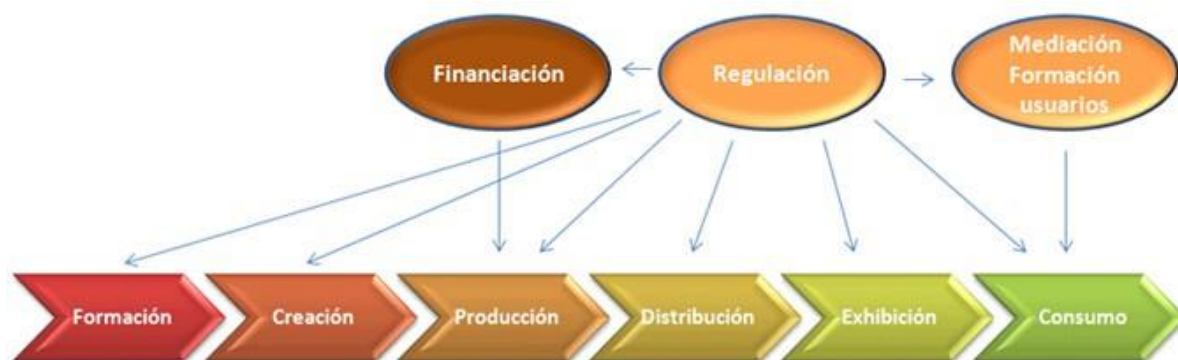 Financiación
Regulación
Mediación
Formación
usuarios
Formación
Creación
Producción
Distribución
Exhibición
Consumo